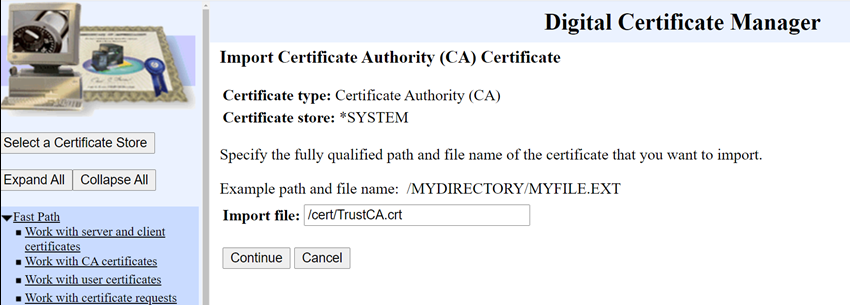 Digital Certificate Manager
Select a Certificate Store
Expand All Collapse All
Fast Path
Work with server and client
certificates
Work with CA certificates
Work with user certificates
Work with certificate requests
Import Certificate Authority (CA) Certificate
Certificate type: Certificate Authority (CA)
Certificate store: *SYSTEM
Specify the fully qualified path and file name of the certificate that you want to import.
Example path and file name: /MYDIRECTORY/MYFILE.EXT
Import file: /cert/TrustCA.crt
Continue Cancel